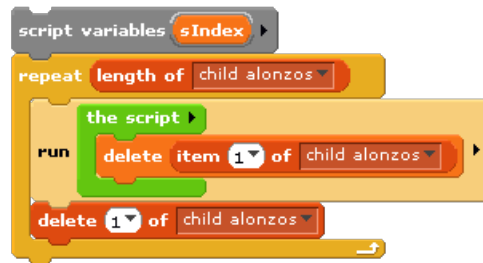 script variables sIndex
repeat length of child alonzos
the script
run
delete item 1 of child alonzos
delete 1 of child alonzos